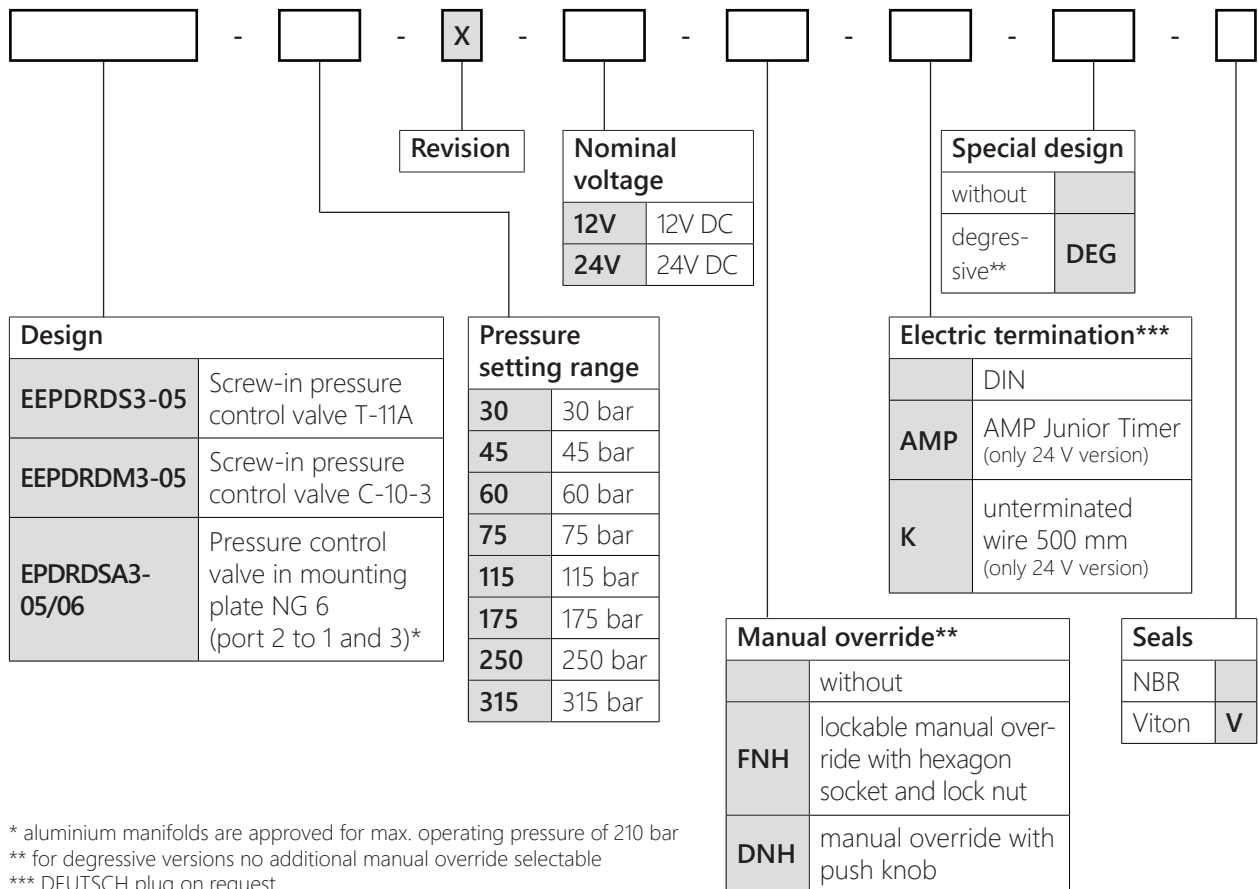 - - X - - - - -
Revision
Nominal
voltage
12V 12V DC
24V 24V DC
Special design
without
degres-
sive**
DEG
Design
EEPDRDS3-05
Screw-in pressure
control valve T-11A
EEPDRDM3-05
Screw-in pressure
control valve C-10-3
EPDRDSA3-
05/06
Pressure control
valve in mounting
plate NG 6
(port 2 to 1 and 3)*
Pressure
setting range
30 30 bar
45 45 bar
60 60 bar
75 75 bar
115 115 bar
175 175 bar
250 250 bar
315 315 bar
Electric termination***
DIN
AMP
AMP Junior Timer
(only 24 V version)
K
unterminated
wire 500 mm
(only 24 V version)
Manual override**
without
FNH
lockable manual over-
ride with hexagon
socket and lock nut
DNH
manual override with
push knob
Seals
NBR
Viton V
* aluminium manifolds are approved for max. operating pressure of 210 bar
** for degressive versions no additional manual override selectable
*** DEUTSCH plug on request